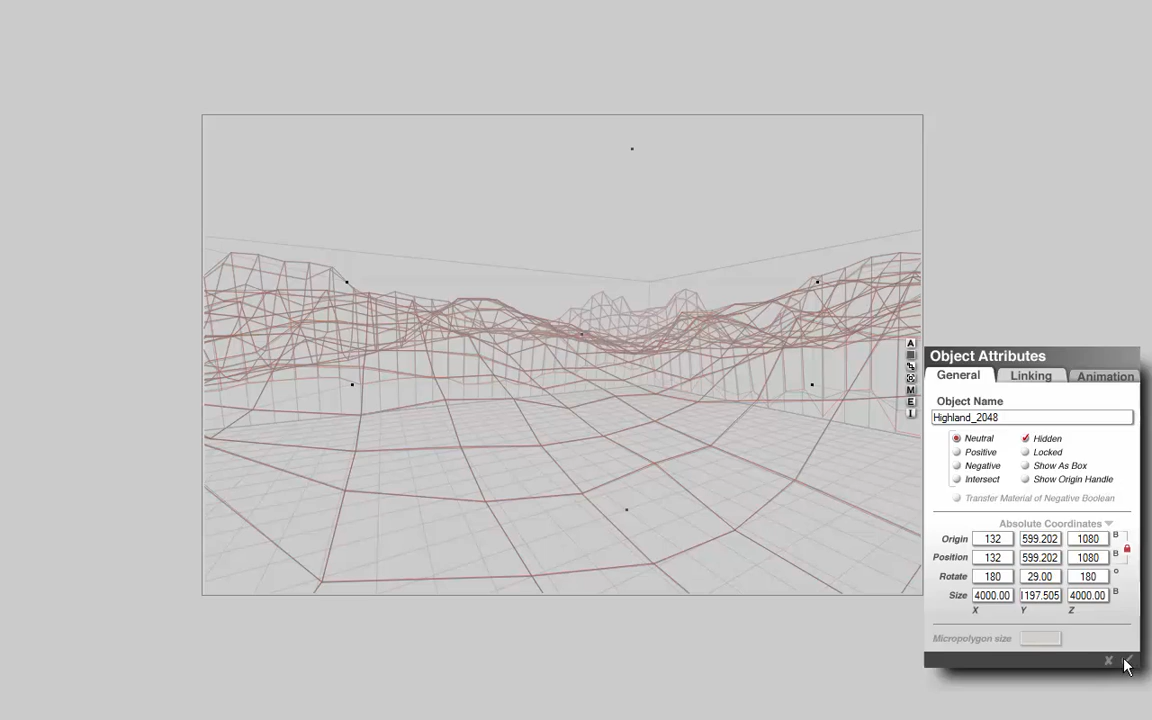 A
M
E
I
Object Attributes
General Linking Animation
Object Name
Highland_2048
Neutral Hidden
Positive Locked
Negative Show As Box
Intersect Show Origin Handle
Transfer Material of Negative Boolean
Absolute Coordinates
Origin 132 599.202 1080 B
Position 132 599.202 1080 B
Rotate 180 29.00 180 °
Size 4000.00 1197.505 4000.00 B
X Y Z
Micropolygon size